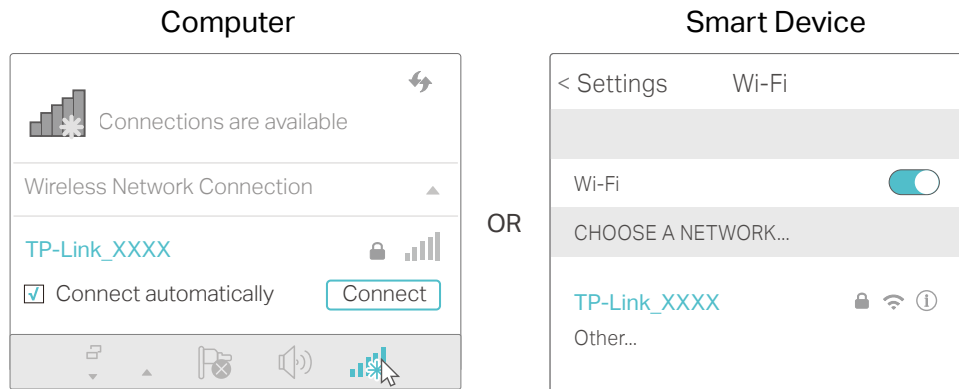 Computer
Connections are available
Wireless Network Connection
TP-Link_XXXX
Connect automatically
Connect
OR
Smart Device
< Settings
Wi-Fi
Wi-Fi
CHOOSE A NETWORK...
TP-Link_XXXX
Other...